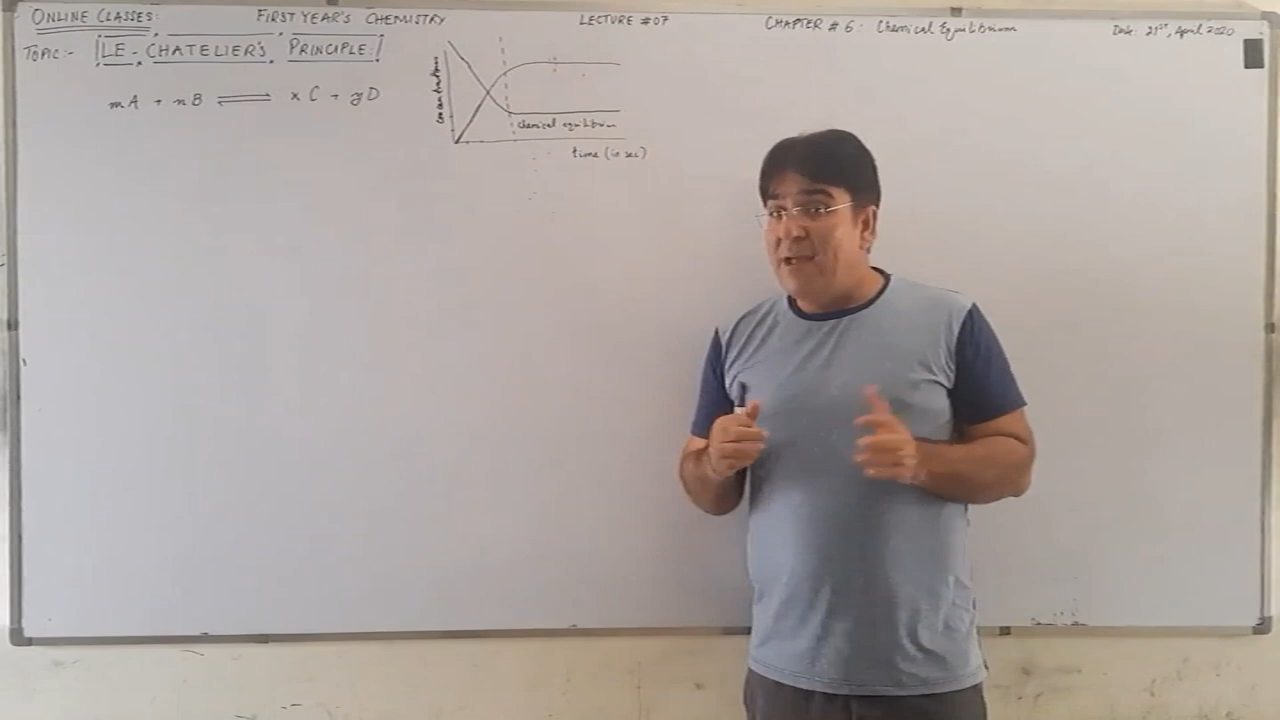 ONLINE CLASSES: FIRST YEAR'S CHEMISTRY LECTURE #07 CHAPTER # 6: Chemical Equilibrium Date: 21ST, April 2020
TOPIC:- LE-CHATELIER'S PRINCIPLE:
mA + nB ⇌ xC + yD
concentration
chemical equilibrium
time (in sec)